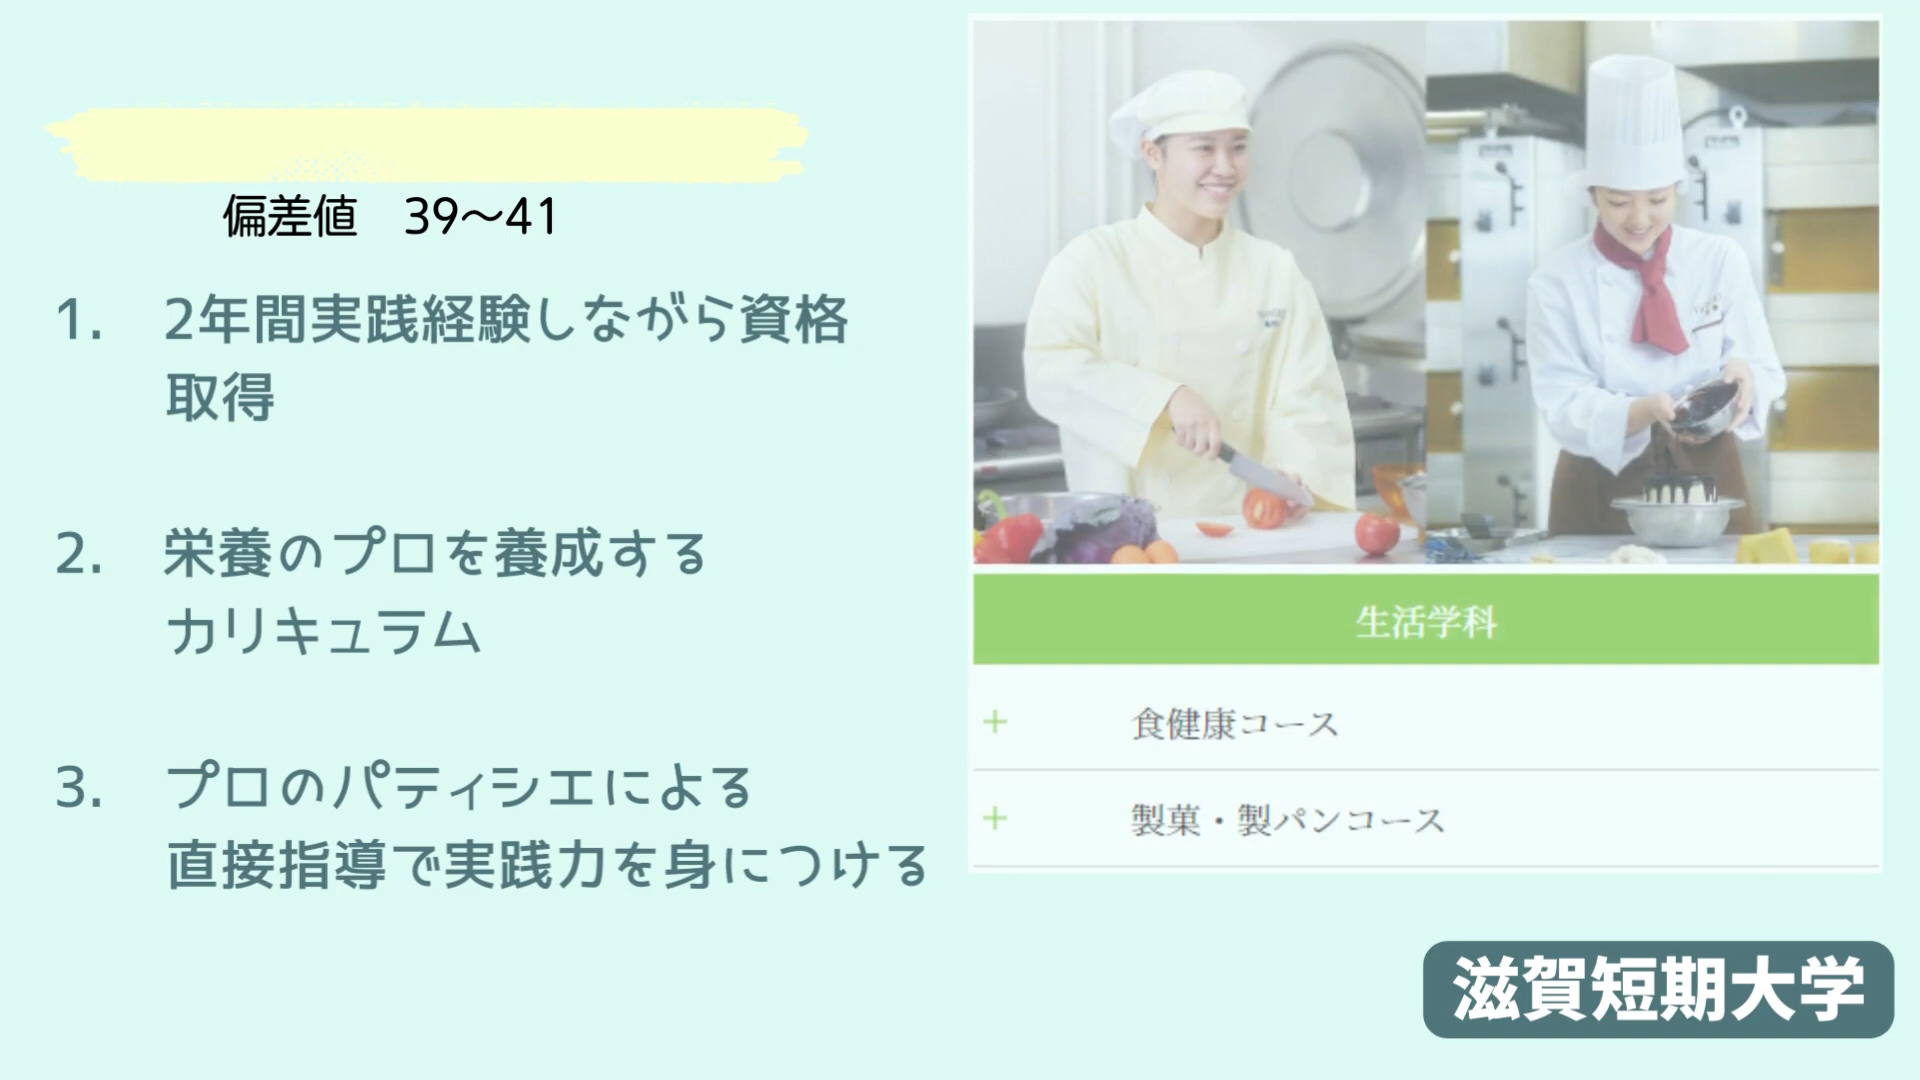 偏差値　39～41
1.　2年間実践経験しながら資格
取得
2.　栄養のプロを養成する
カリキュラム
3.　プロのパティシエによる
直接指導で実践力を身につける
生活学科
+　食健康コース
+　製菓・製パンコース
滋賀短期大学